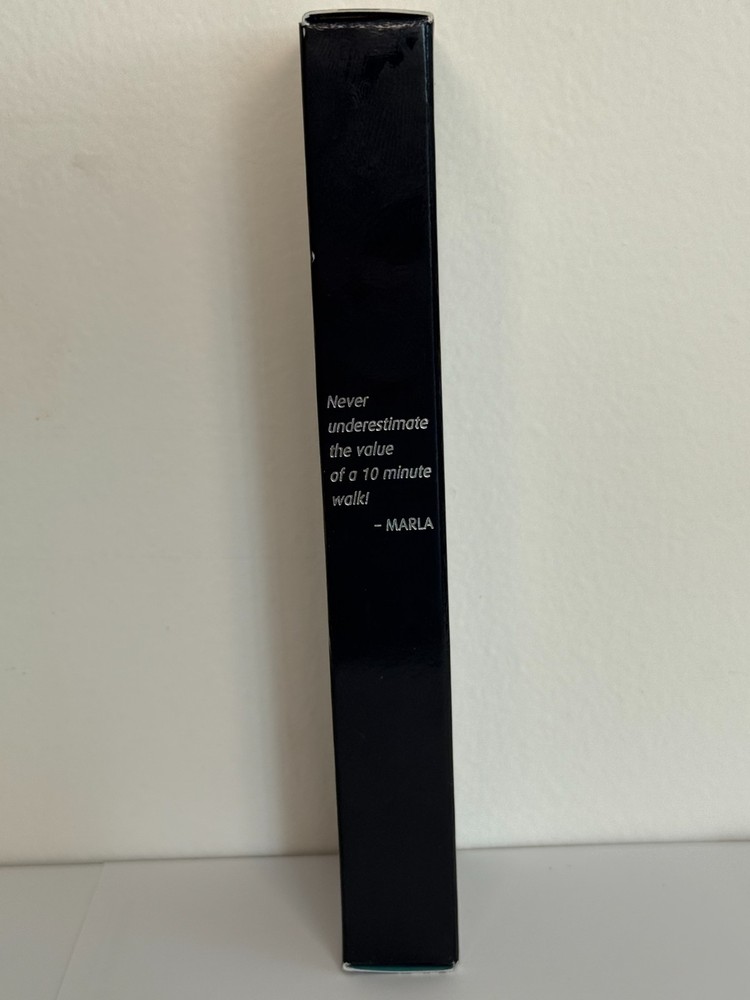 Never
underestimate
the value
of a 10 minute
walk!
– MARLA